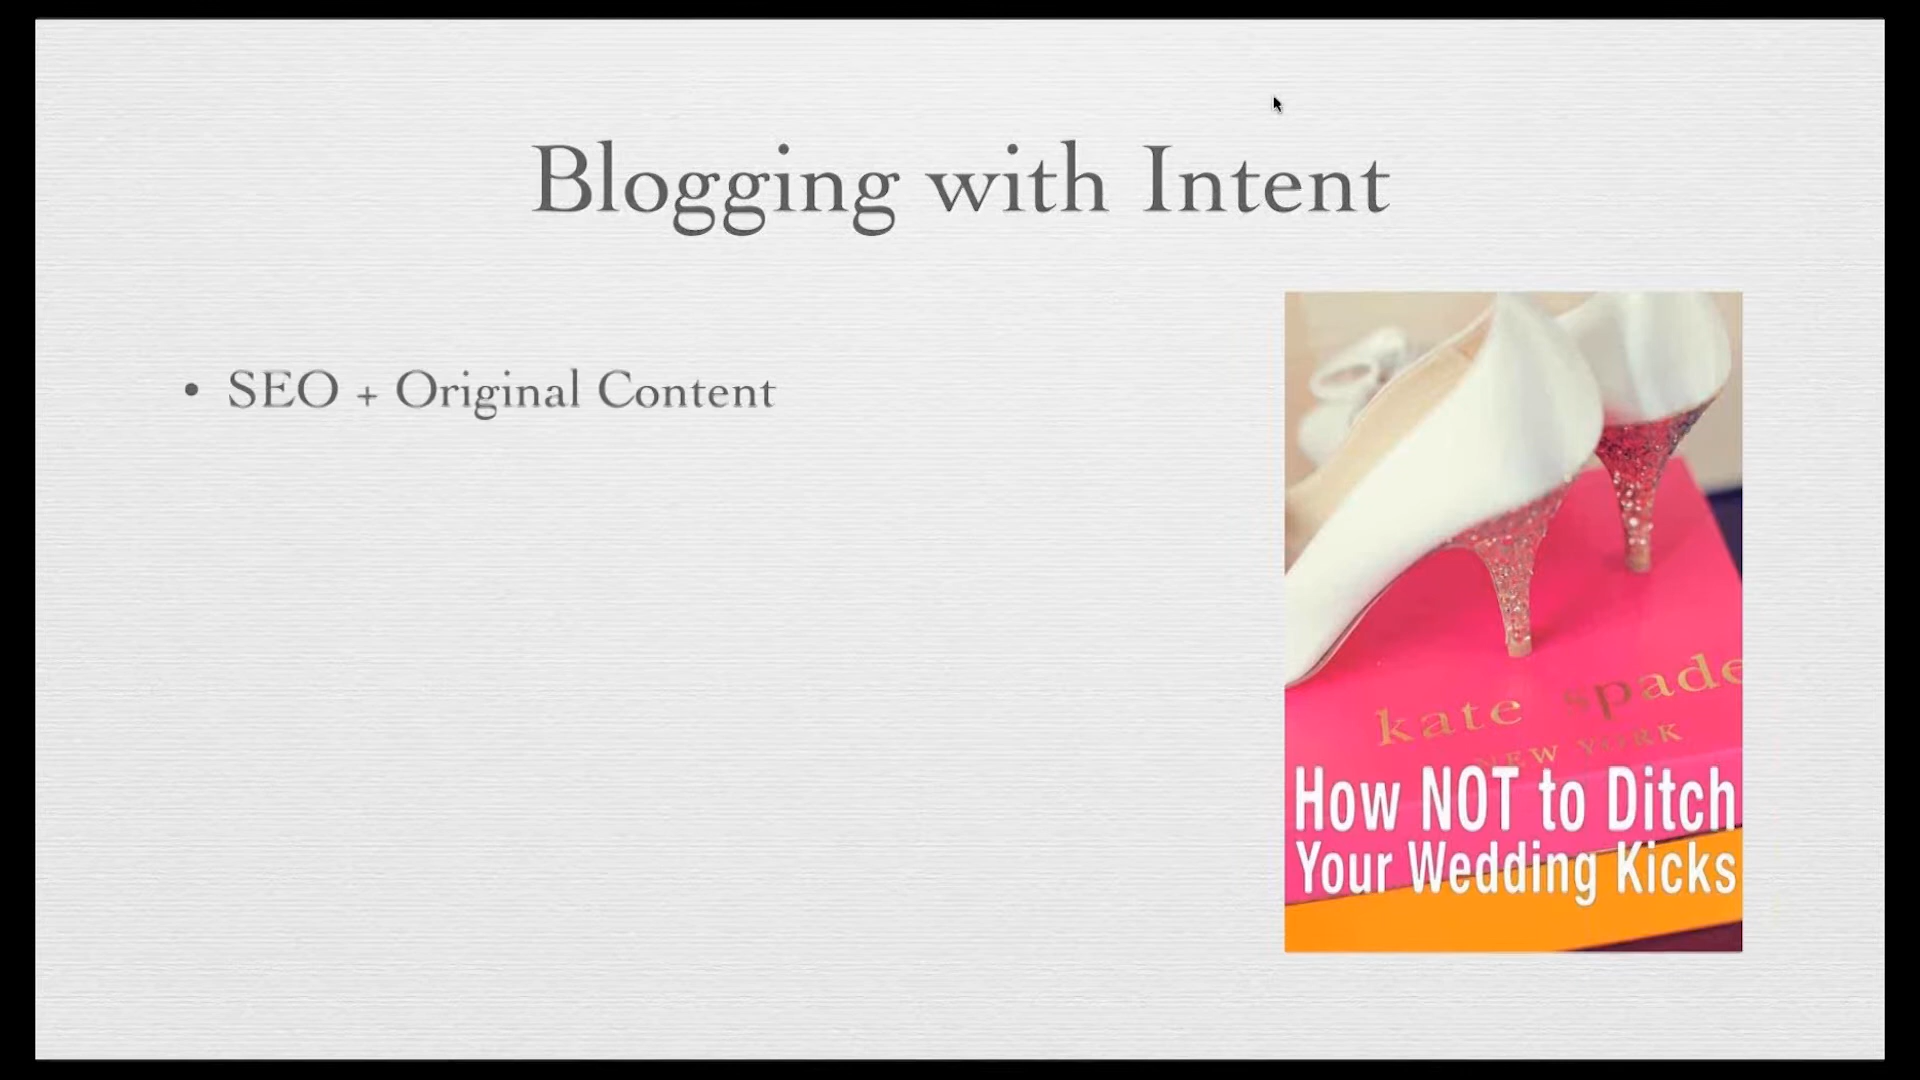 Blogging with Intent
• SEO + Original Content
kate spade
NEW YORK
How NOT to Ditch
Your Wedding Kicks